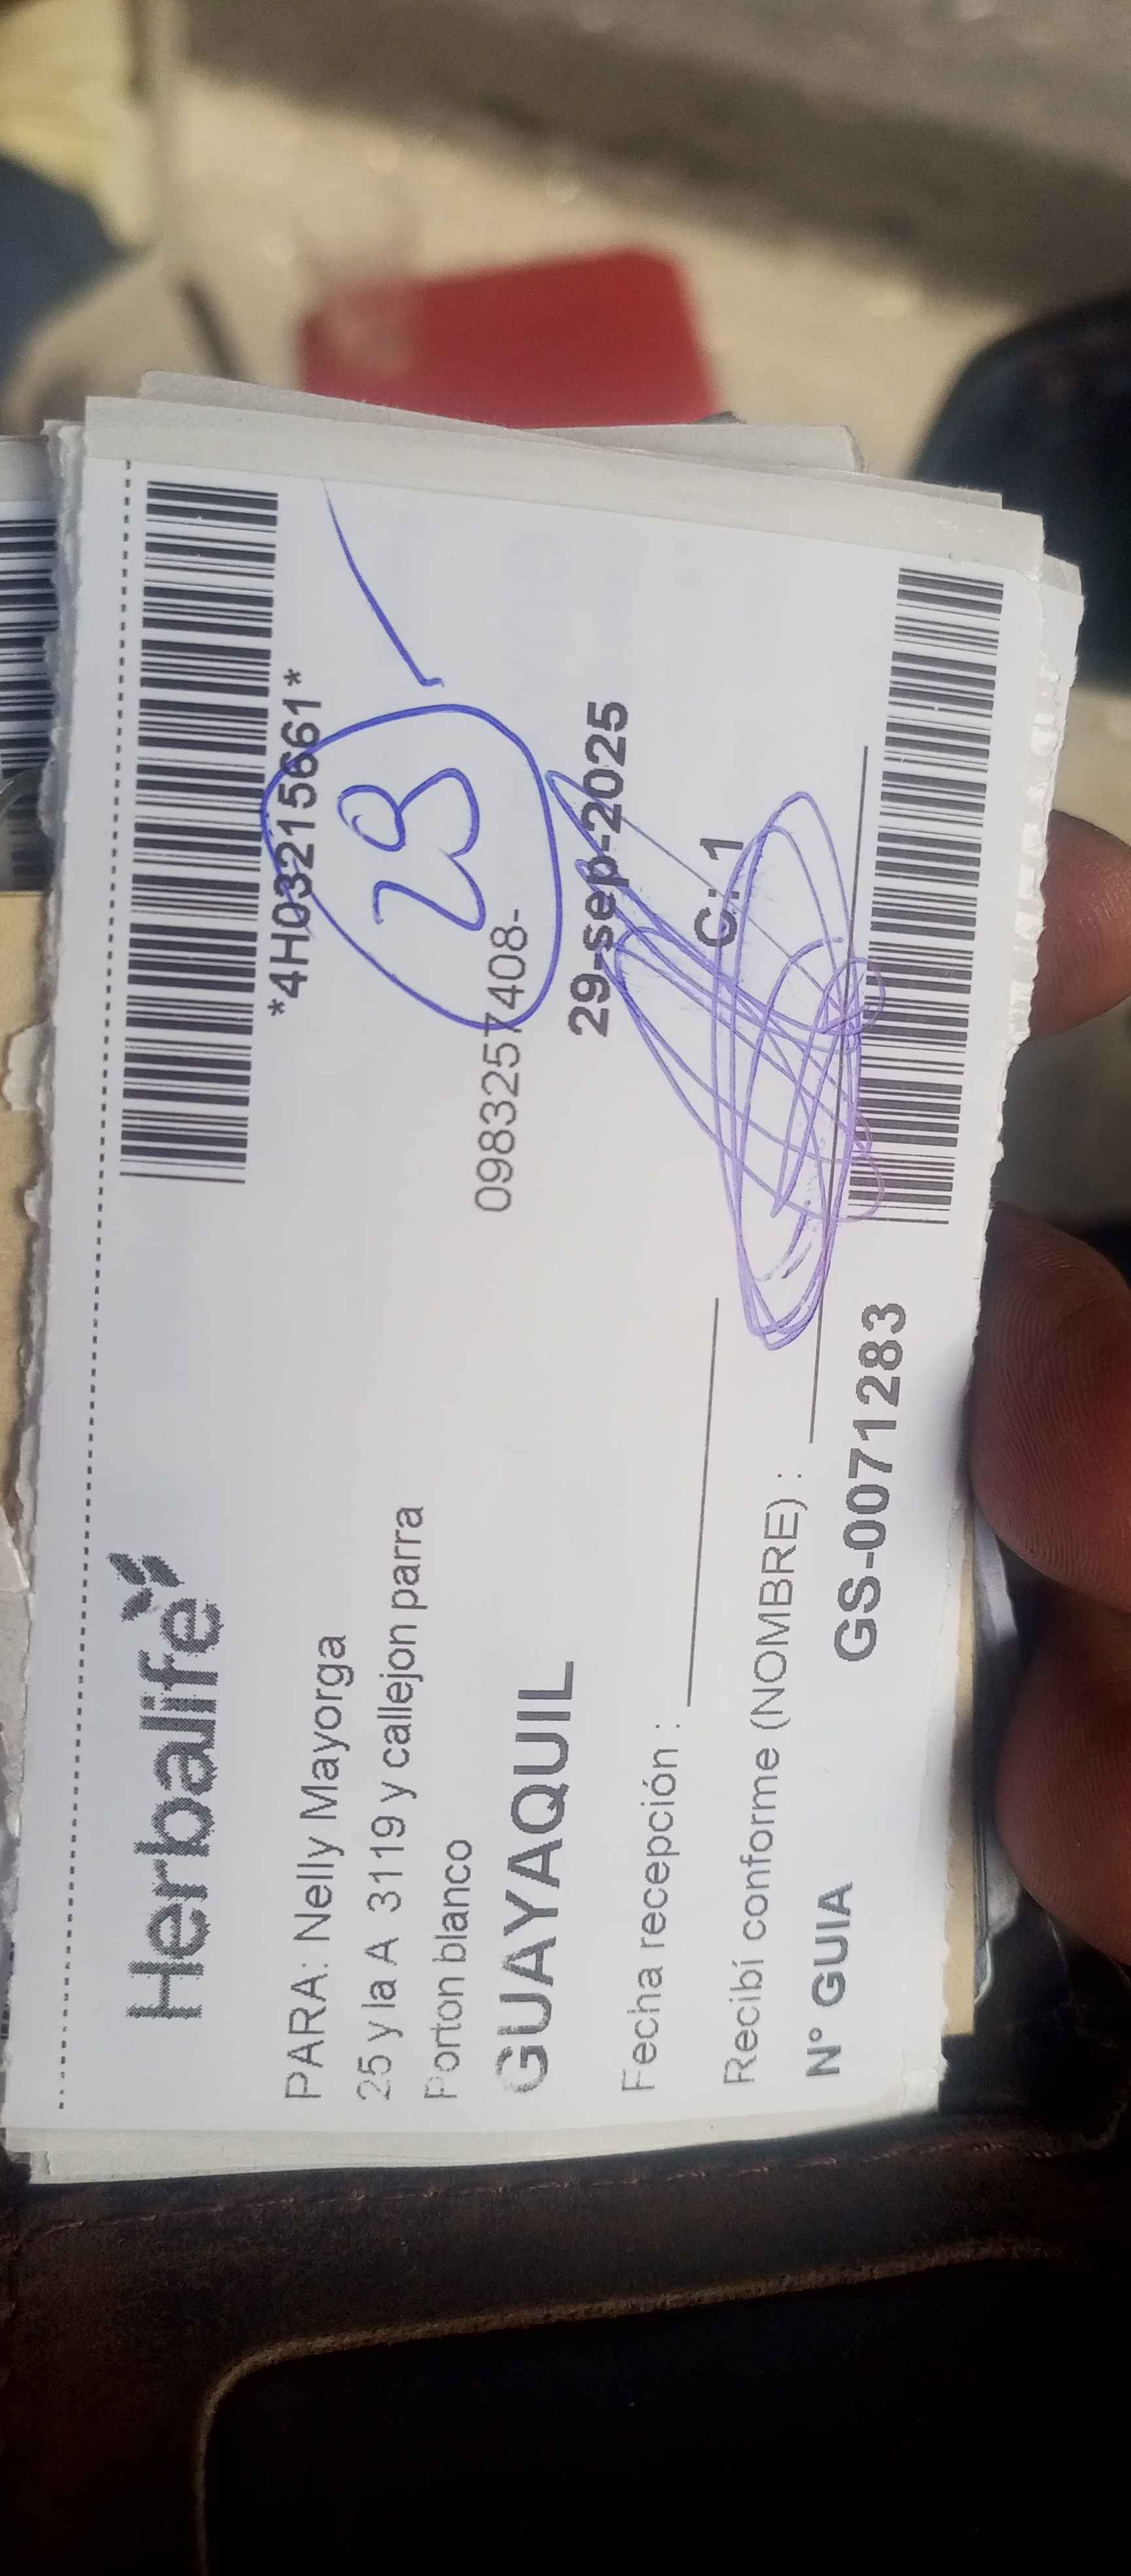 Herbalife
*4H03215661*
PARA: Nelly Mayorga
23
25 y la A 3119 y callejon parra
Porton blanco
0983257408-
GUAYAQUIL
29-sep-2025
Fecha recepción :
C:1
Recibí conforme (NOMBRE) :
N° GUIA
GS-0071283